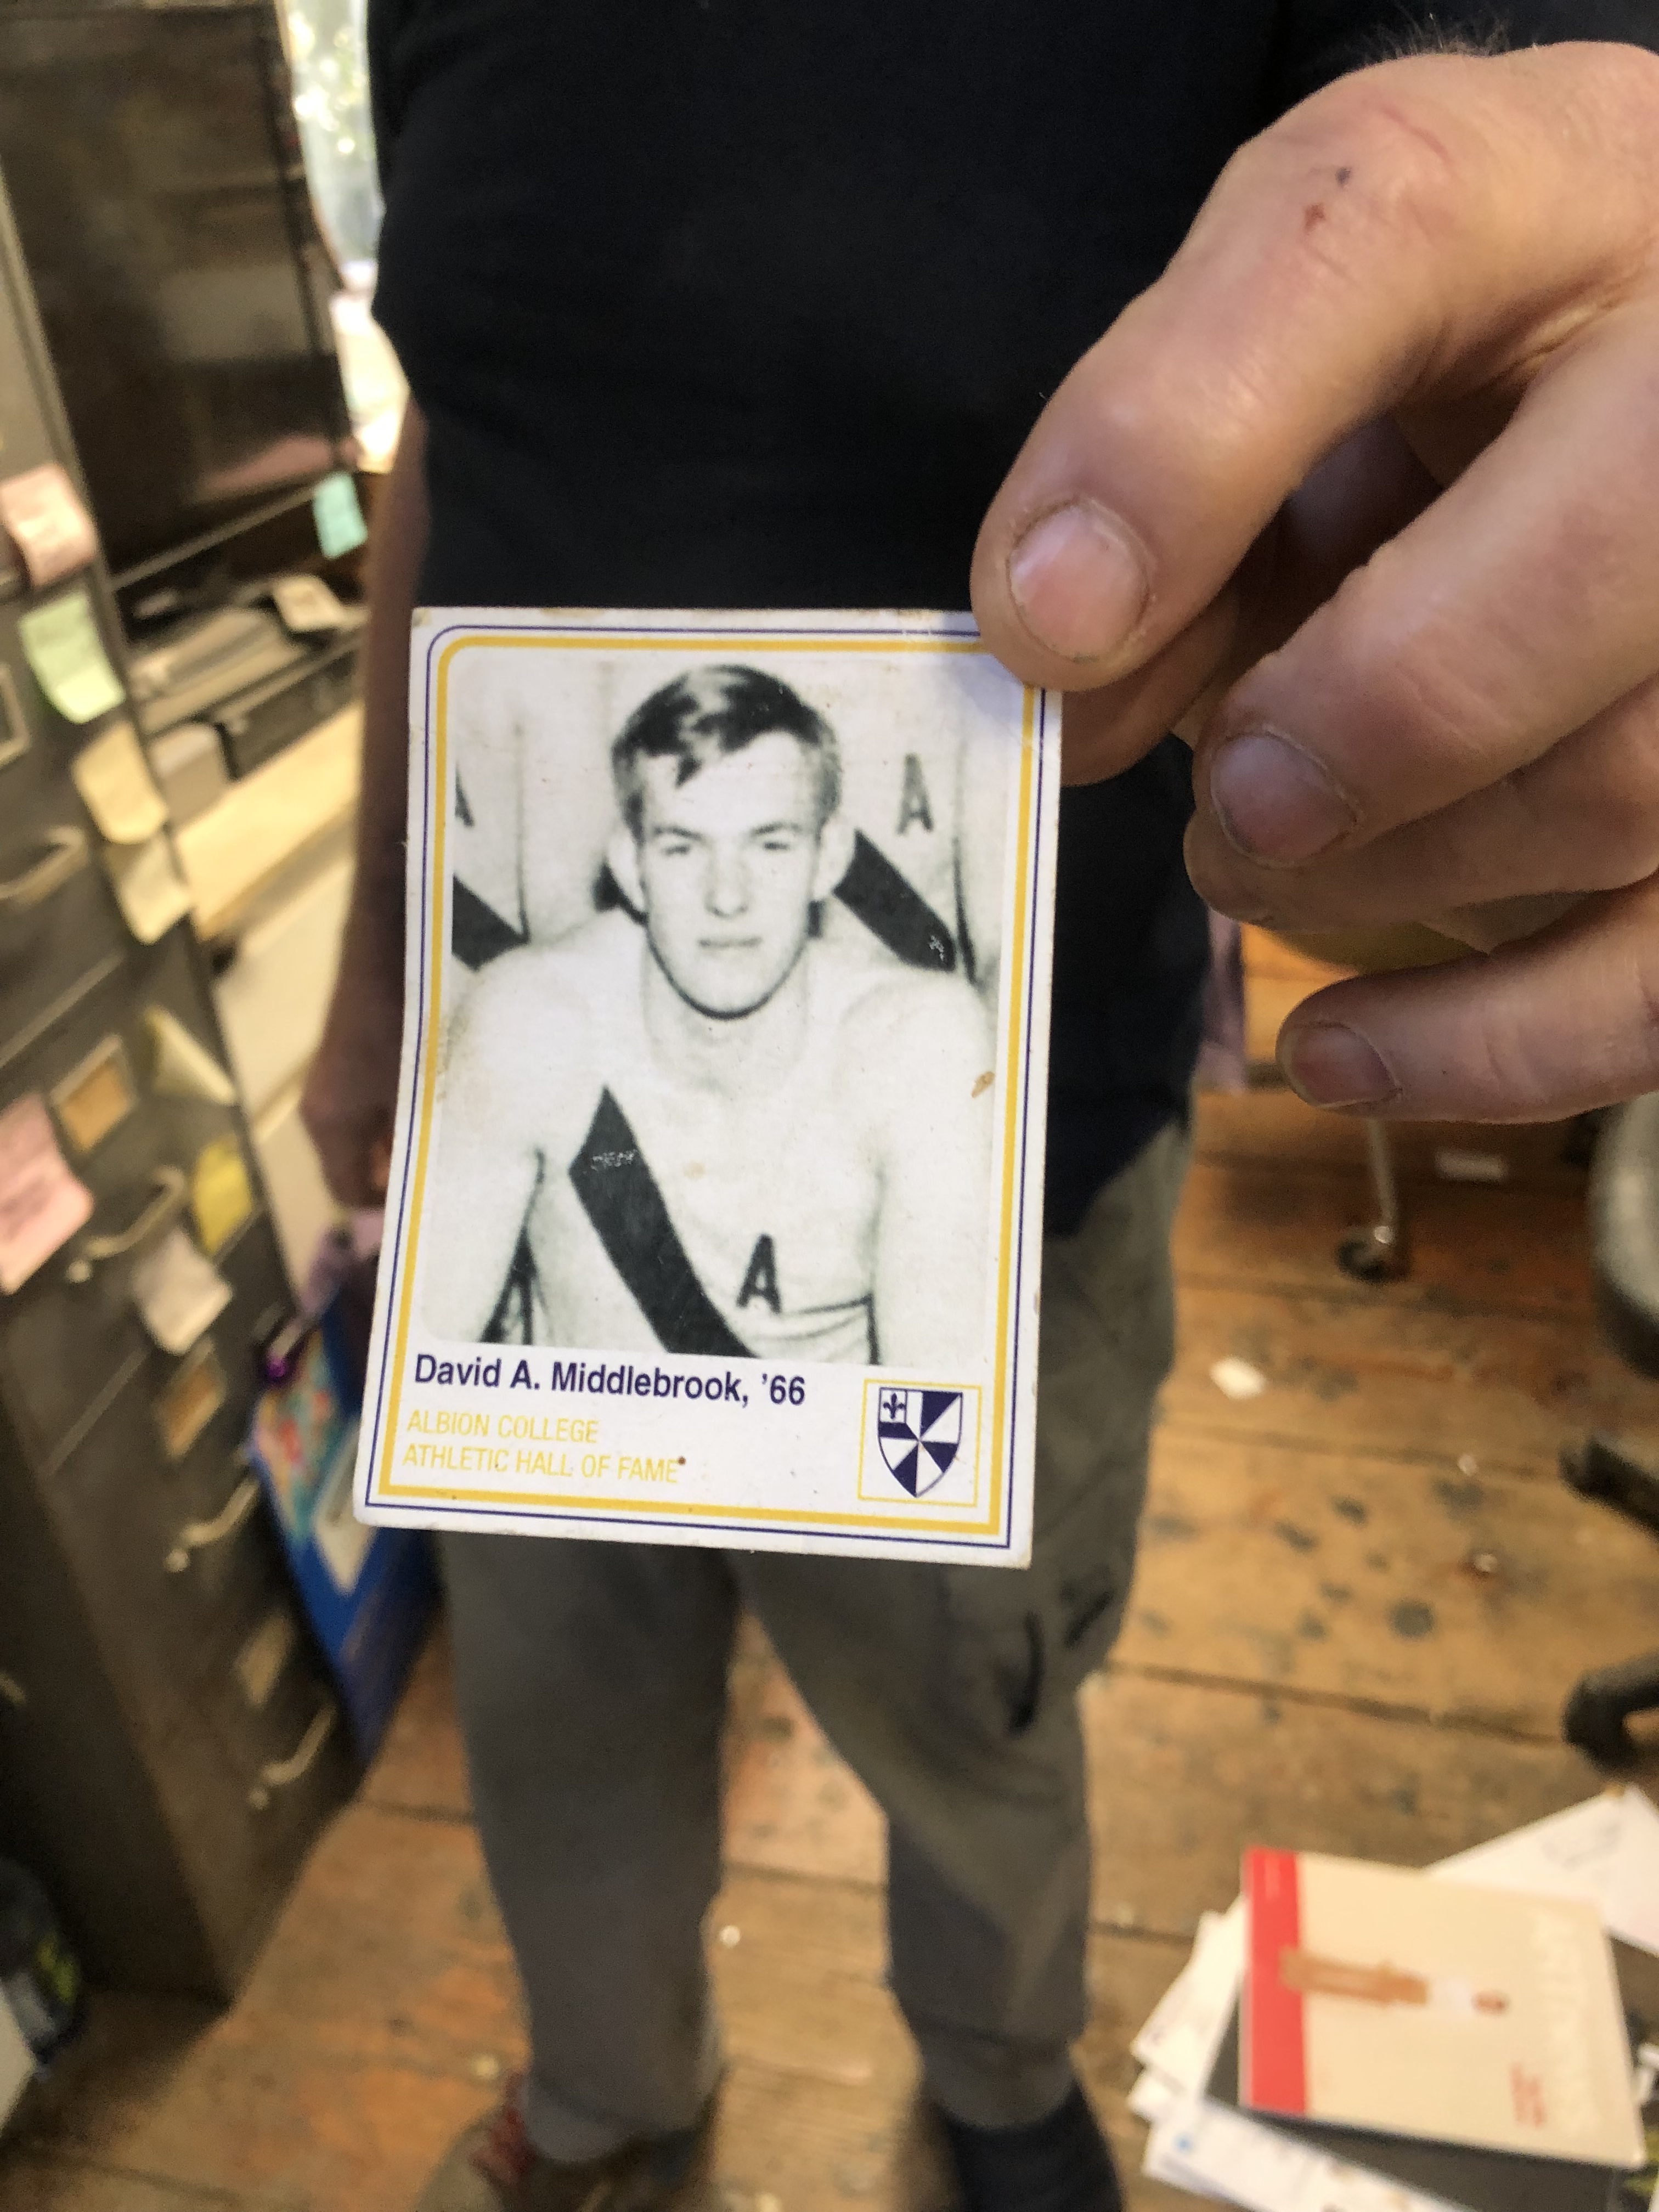 A
A
A
David A. Middlebrook, ’66
ALBION COLLEGE
ATHLETIC HALL OF FAME